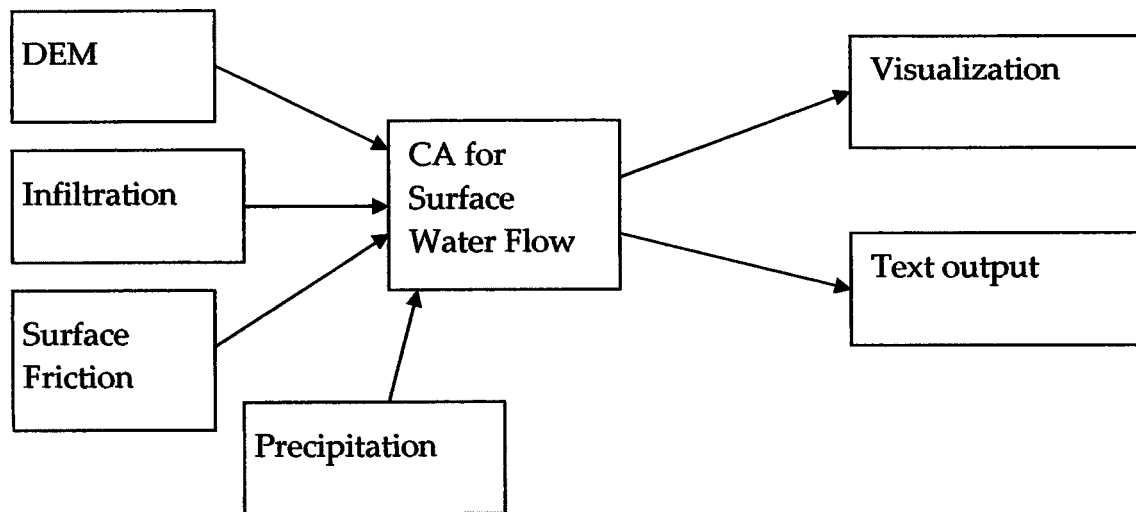 DEM
Infiltration
Surface
Friction
Precipitation
CA for
Surface
Water Flow
Visualization
Text output